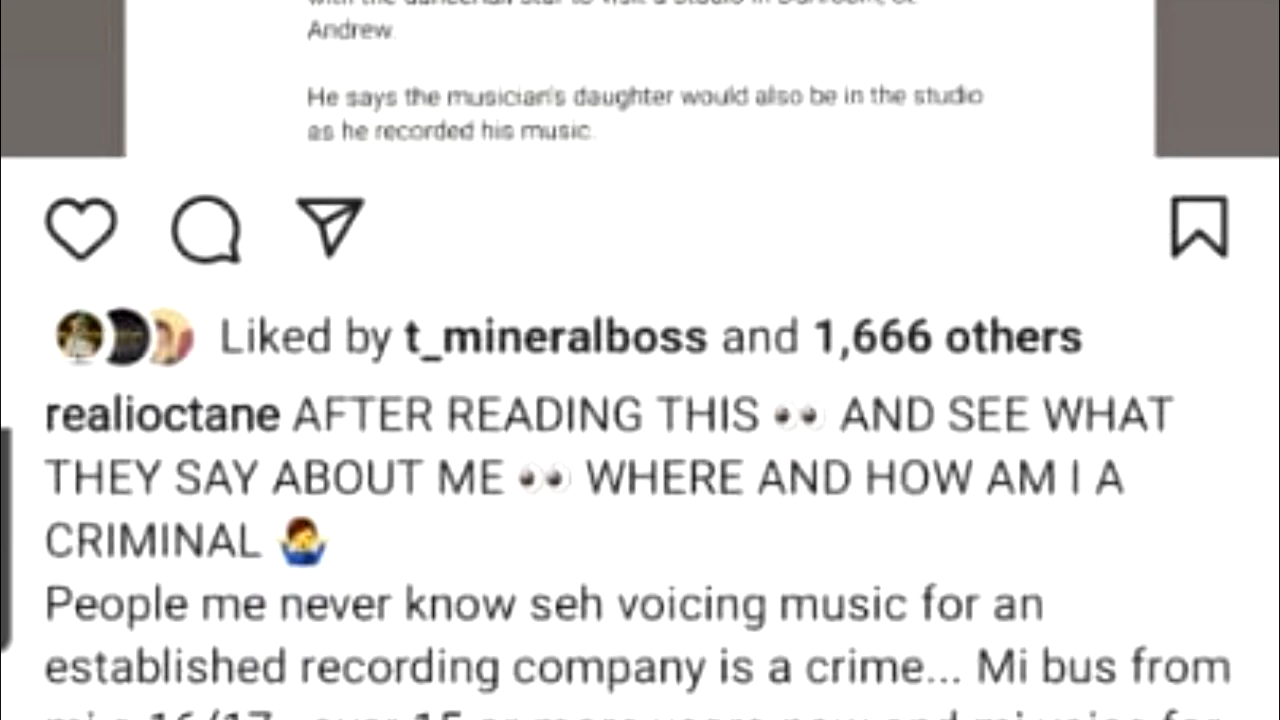 Andrew.
He says the musician's daughter would also be in the studio
as he recorded his music.
Liked by t_mineralboss and 1,666 others
realioctane AFTER READING THIS 👀 AND SEE WHAT
THEY SAY ABOUT ME 👀 WHERE AND HOW AM I A
CRIMINAL 🤷‍♂️
People me never know seh voicing music for an
established recording company is a crime... Mi bus from